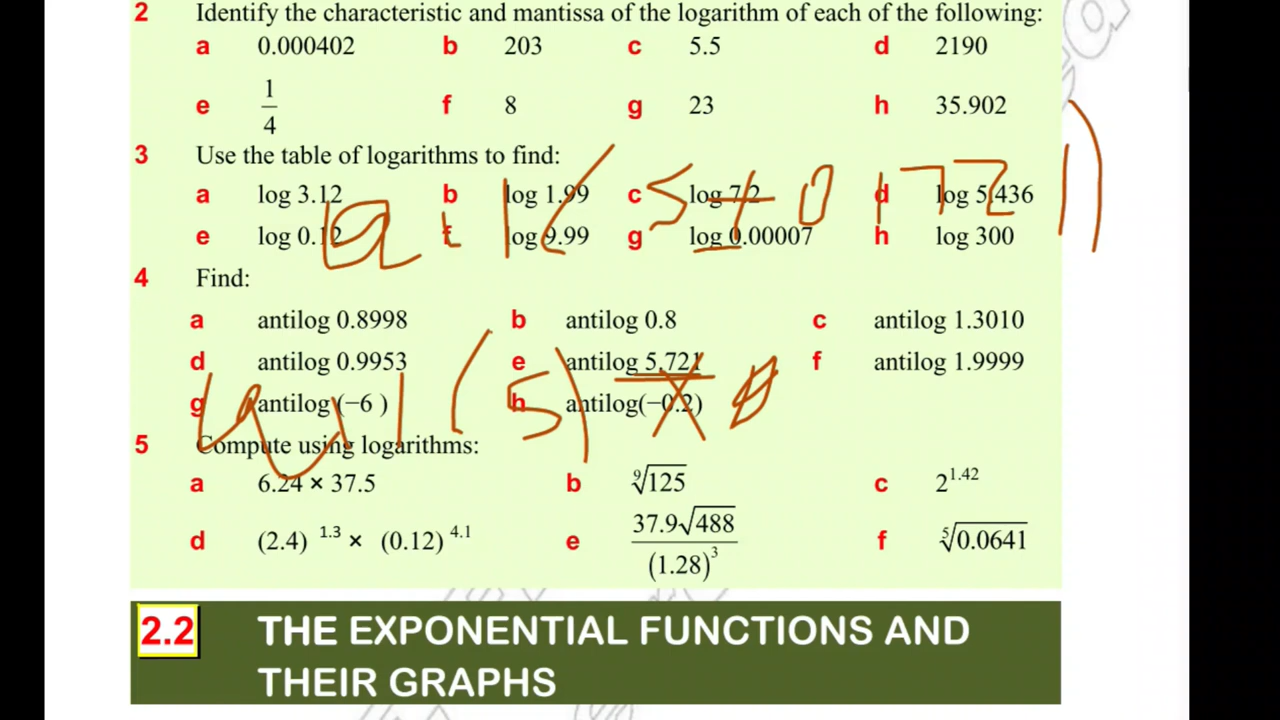 2 Identify the characteristic and mantissa of the logarithm of each of the following:
a 0.000402 b 203 c 5.5 d 2190
e 1/4 f 8 g 23 h 35.902
3 Use the table of logarithms to find:
a log 3.12 b log 1.99 c log 7.2 d log 5.436
e log 0.12 f log 9.99 g log 0.00007 h log 300
4 Find:
a antilog 0.8998 b antilog 0.8 c antilog 1.3010
d antilog 0.9953 e antilog 5.721 f antilog 1.9999
g antilog (−6 ) h antilog(−0.2)
5 Compute using logarithms:
a 6.24 × 37.5 b ⁹√125 c 2^1.42
d (2.4) ^1.3 × (0.12) ^4.1 e 37.9√488 / (1.28)^3 f ⁵√0.0641
2.2 THE EXPONENTIAL FUNCTIONS AND
THEIR GRAPHS